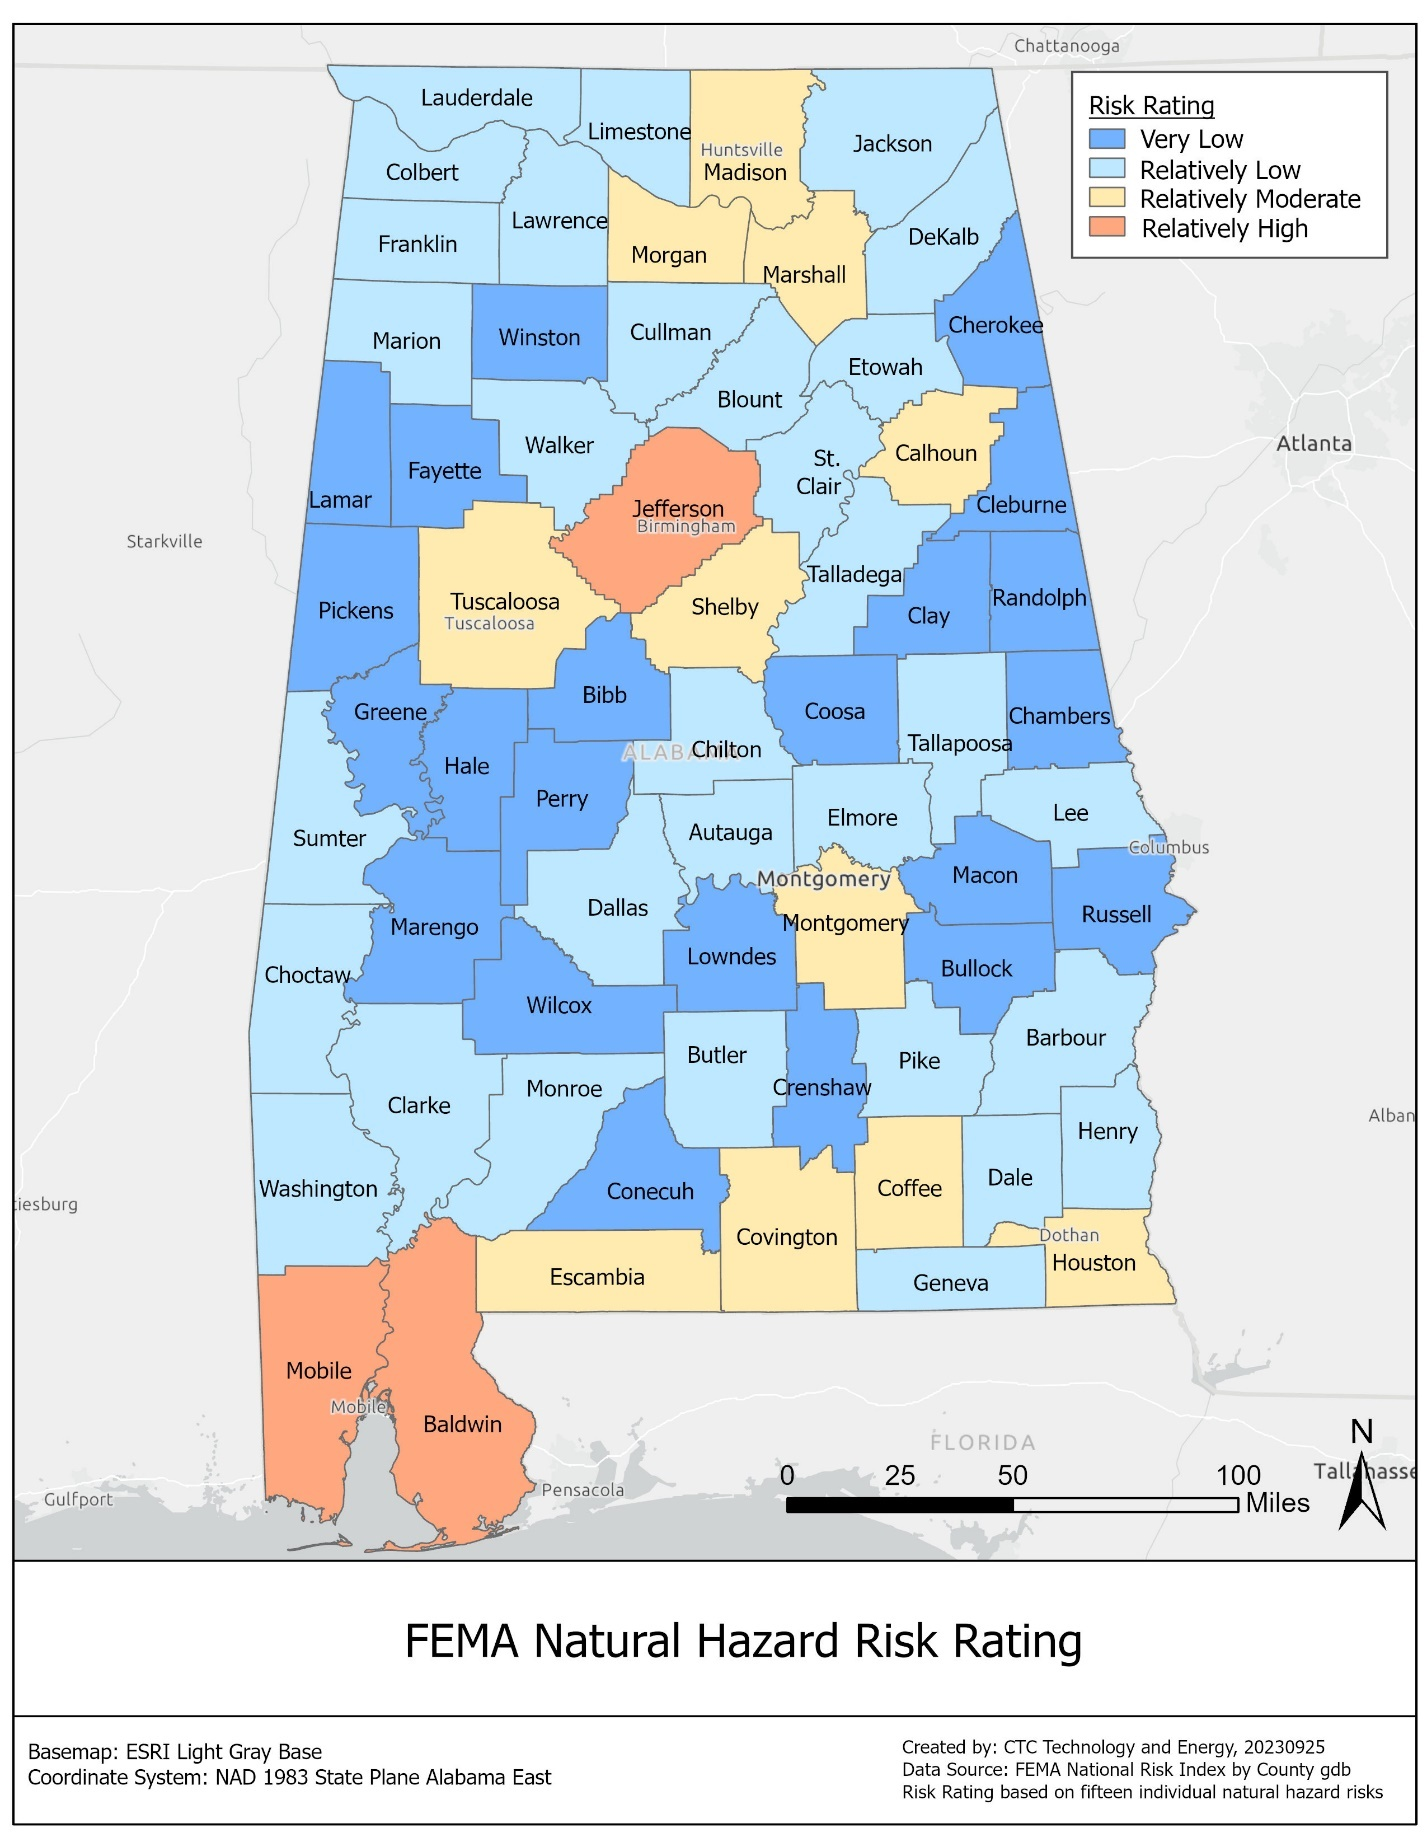 Chattanooga
Risk Rating
Very Low
Relatively Low
Relatively Moderate
Relatively High
Lauderdale
Limestone
Huntsville
Madison
Jackson
Colbert
Lawrence
Franklin
Morgan
Marshall
DeKalb
Marion
Winston
Cullman
Cherokee
Etowah
Blount
Atlanta
Walker
Calhoun
St.
Clair
Fayette
Lamar
Cleburne
Jefferson
Birmingham
Starkville
Talladega
Tuscaloosa
Tuscaloosa
Shelby
Pickens
Clay
Randolph
Bibb
Greene
Coosa
Chambers
Tallapoosa
ALABAMA
Chilton
Hale
Perry
Sumter
Autauga
Elmore
Lee
Columbus
Montgomery
Macon
Dallas
Montgomery
Russell
Marengo
Lowndes
Bullock
Choctaw
Wilcox
Barbour
Butler
Pike
Crenshaw
Monroe
Clarke
Alban
Henry
Dale
Washington
Conecuh
Coffee
iesburg
Covington
Dothan
Houston
Escambia
Geneva
Mobile
Mobile
Baldwin
FLORIDA
N
0 25 50 100
Miles
Tallahasse
Gulfport
Pensacola
FEMA Natural Hazard Risk Rating
Basemap: ESRI Light Gray Base
Coordinate System: NAD 1983 State Plane Alabama East
Created by: CTC Technology and Energy, 20230925
Data Source: FEMA National Risk Index by County gdb
Risk Rating based on fifteen individual natural hazard risks